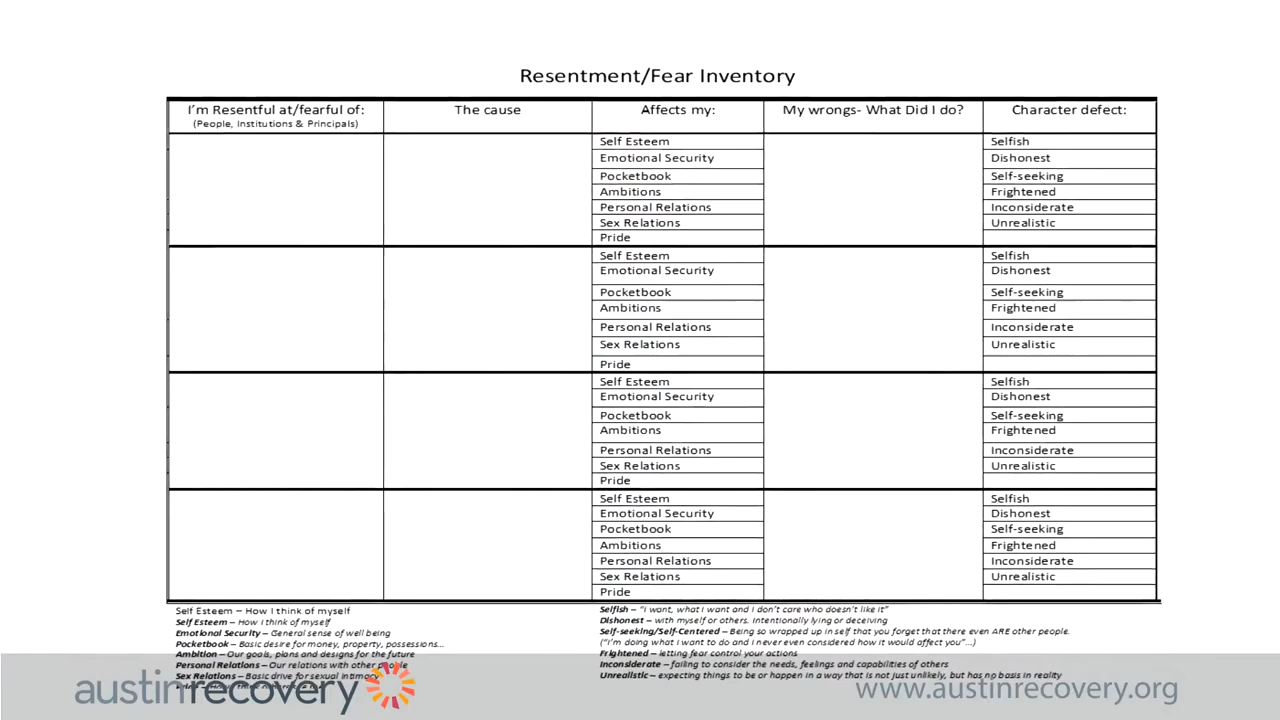 Resentment/Fear Inventory
I'm Resentful at/fearful of: The cause Affects my: My wrongs- What Did I do? Character defect:
(People, Institutions & Principals)
Self Esteem Selfish
Emotional Security Dishonest
Pocketbook Self-seeking
Ambitions Frightened
Personal Relations Inconsiderate
Sex Relations Unrealistic
Pride
Self Esteem Selfish
Emotional Security Dishonest
Pocketbook Self-seeking
Ambitions Frightened
Personal Relations Inconsiderate
Sex Relations Unrealistic
Pride
Self Esteem Selfish
Emotional Security Dishonest
Pocketbook Self-seeking
Ambitions Frightened
Personal Relations Inconsiderate
Sex Relations Unrealistic
Pride
Self Esteem Selfish
Emotional Security Dishonest
Pocketbook Self-seeking
Ambitions Frightened
Personal Relations Inconsiderate
Sex Relations Unrealistic
Pride
Self Esteem – How I think of myself
Self Esteem – How I think of myself
Emotional Security – General sense of well being
Pocketbook – Basic desire for money, property, possessions...
Ambition – Our goals, plans and designs for the future
Personal Relations – Our relations with other people
Sex Relations – Basic drive for sexual intimacy
Selfish – "I want, what I want and I don't care who doesn't like it"
Dishonest – with myself or others. Intentionally lying or deceiving
Self-seeking/Self-Centered – Being so wrapped up in self that you forget that there even ARE other people.
("I'm doing what I want to do and I never even considered how it would affect you"...)
Frightened – letting fear control your actions
Inconsiderate – failing to consider the needs, feelings and capabilities of others
Unrealistic – expecting things to be or happen in a way that is not just unlikely, but has no basis in reality
austinrecovery www.austinrecovery.org